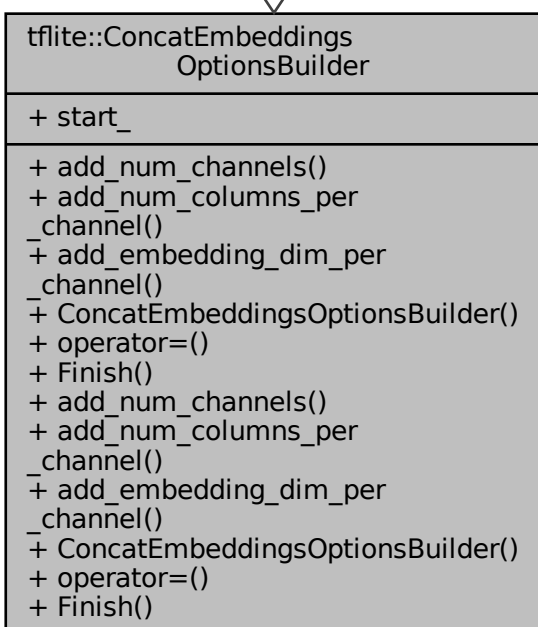 tflite::ConcatEmbeddings
OptionsBuilder
+ start_
+ add_num_channels()
+ add_num_columns_per
_channel()
+ add_embedding_dim_per
_channel()
+ ConcatEmbeddingsOptionsBuilder()
+ operator=()
+ Finish()
+ add_num_channels()
+ add_num_columns_per
_channel()
+ add_embedding_dim_per
_channel()
+ ConcatEmbeddingsOptionsBuilder()
+ operator=()
+ Finish()